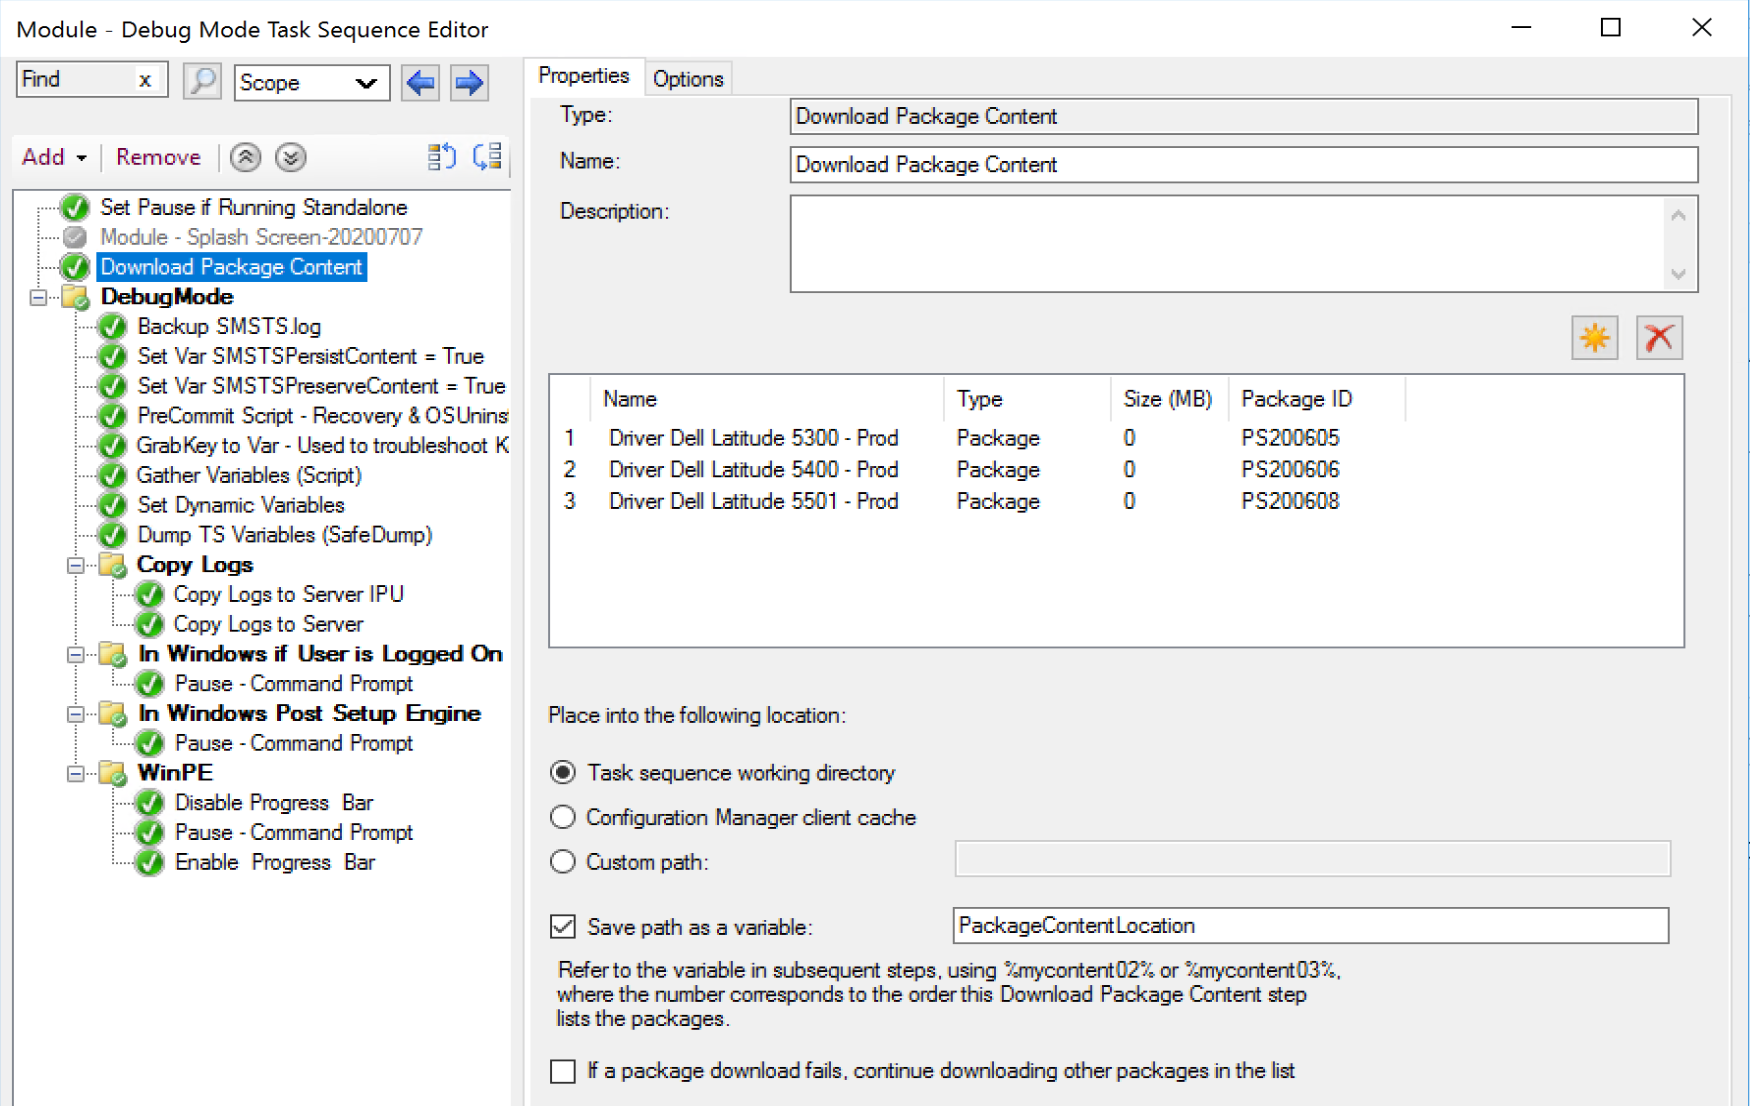 Module - Debug Mode Task Sequence Editor
Find x Scope
Add Remove
Set Pause if Running Standalone
Module - Splash Screen-20200707
Download Package Content
DebugMode
Backup SMSTS.log
Set Var SMSTSPersistContent = True
Set Var SMSTSPreserveContent = True
PreCommit Script - Recovery & OSUnins
GrabKey to Var - Used to troubleshoot K
Gather Variables (Script)
Set Dynamic Variables
Dump TS Variables (SafeDump)
Copy Logs
Copy Logs to Server IPU
Copy Logs to Server
In Windows if User is Logged On
Pause - Command Prompt
In Windows Post Setup Engine
Pause - Command Prompt
WinPE
Disable Progress Bar
Pause - Command Prompt
Enable Progress Bar
Properties Options
Type: Download Package Content
Name: Download Package Content
Description:
Name Type Size (MB) Package ID
1 Driver Dell Latitude 5300 - Prod Package 0 PS200605
2 Driver Dell Latitude 5400 - Prod Package 0 PS200606
3 Driver Dell Latitude 5501 - Prod Package 0 PS200608
Place into the following location:
Task sequence working directory
Configuration Manager client cache
Custom path:
Save path as a variable: PackageContentLocation
Refer to the variable in subsequent steps, using %mycontent02% or %mycontent03%,
where the number corresponds to the order this Download Package Content step
lists the packages.
If a package download fails, continue downloading other packages in the list